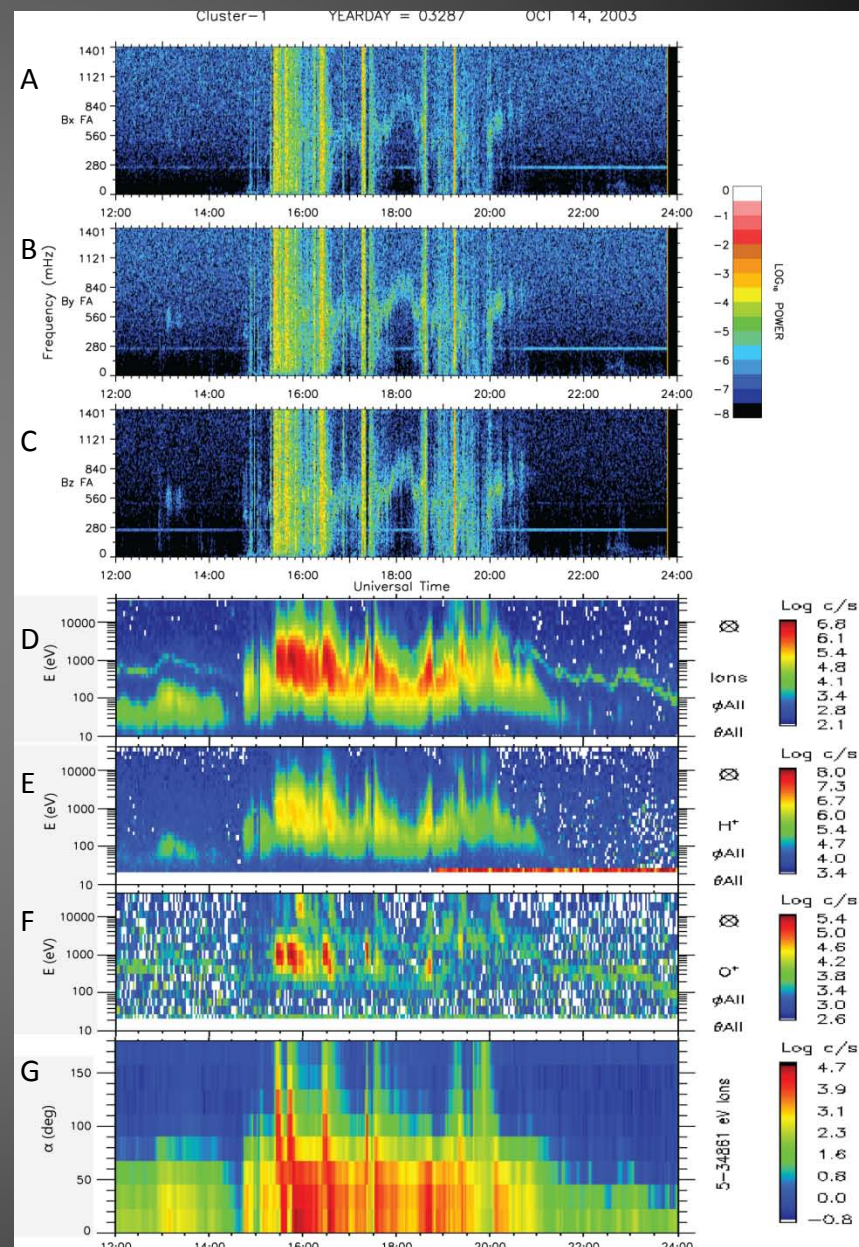 Cluster-1 YEARDAY = 03287 OCT 14, 2003
A
1401
1121
840
Bx FA
560
280
0
12:00 14:00 16:00 18:00 20:00 22:00 24:00
B
1401
1121
840
By FA
560
280
0
Frequency (mHz)
12:00 14:00 16:00 18:00 20:00 22:00 24:00
C
1401
1121
840
Bz FA
560
280
0
12:00 14:00 16:00 18:00 20:00 22:00 24:00
Universal Time
0
-1
-2
-3
-4
-5
-6
-7
-8
LOG₁₀ POWER
D
E (eV)
10000
1000
100
10
Ions
φAll
θAll
Log c/s
6.8
6.1
5.4
4.8
4.1
3.4
2.8
2.1
E
E (eV)
10000
1000
100
10
H⁺
φAll
θAll
Log c/s
8.0
7.3
6.7
6.0
5.4
4.7
4.0
3.4
F
E (eV)
10000
1000
100
10
O⁺
φAll
θAll
Log c/s
5.4
5.0
4.6
4.2
3.8
3.4
3.0
2.6
G
α (deg)
150
100
50
0
5-34861 eV Ions
Log c/s
4.7
3.9
3.1
2.3
1.6
0.8
0.0
-0.8
12:00 14:00 16:00 18:00 20:00 22:00 24:00